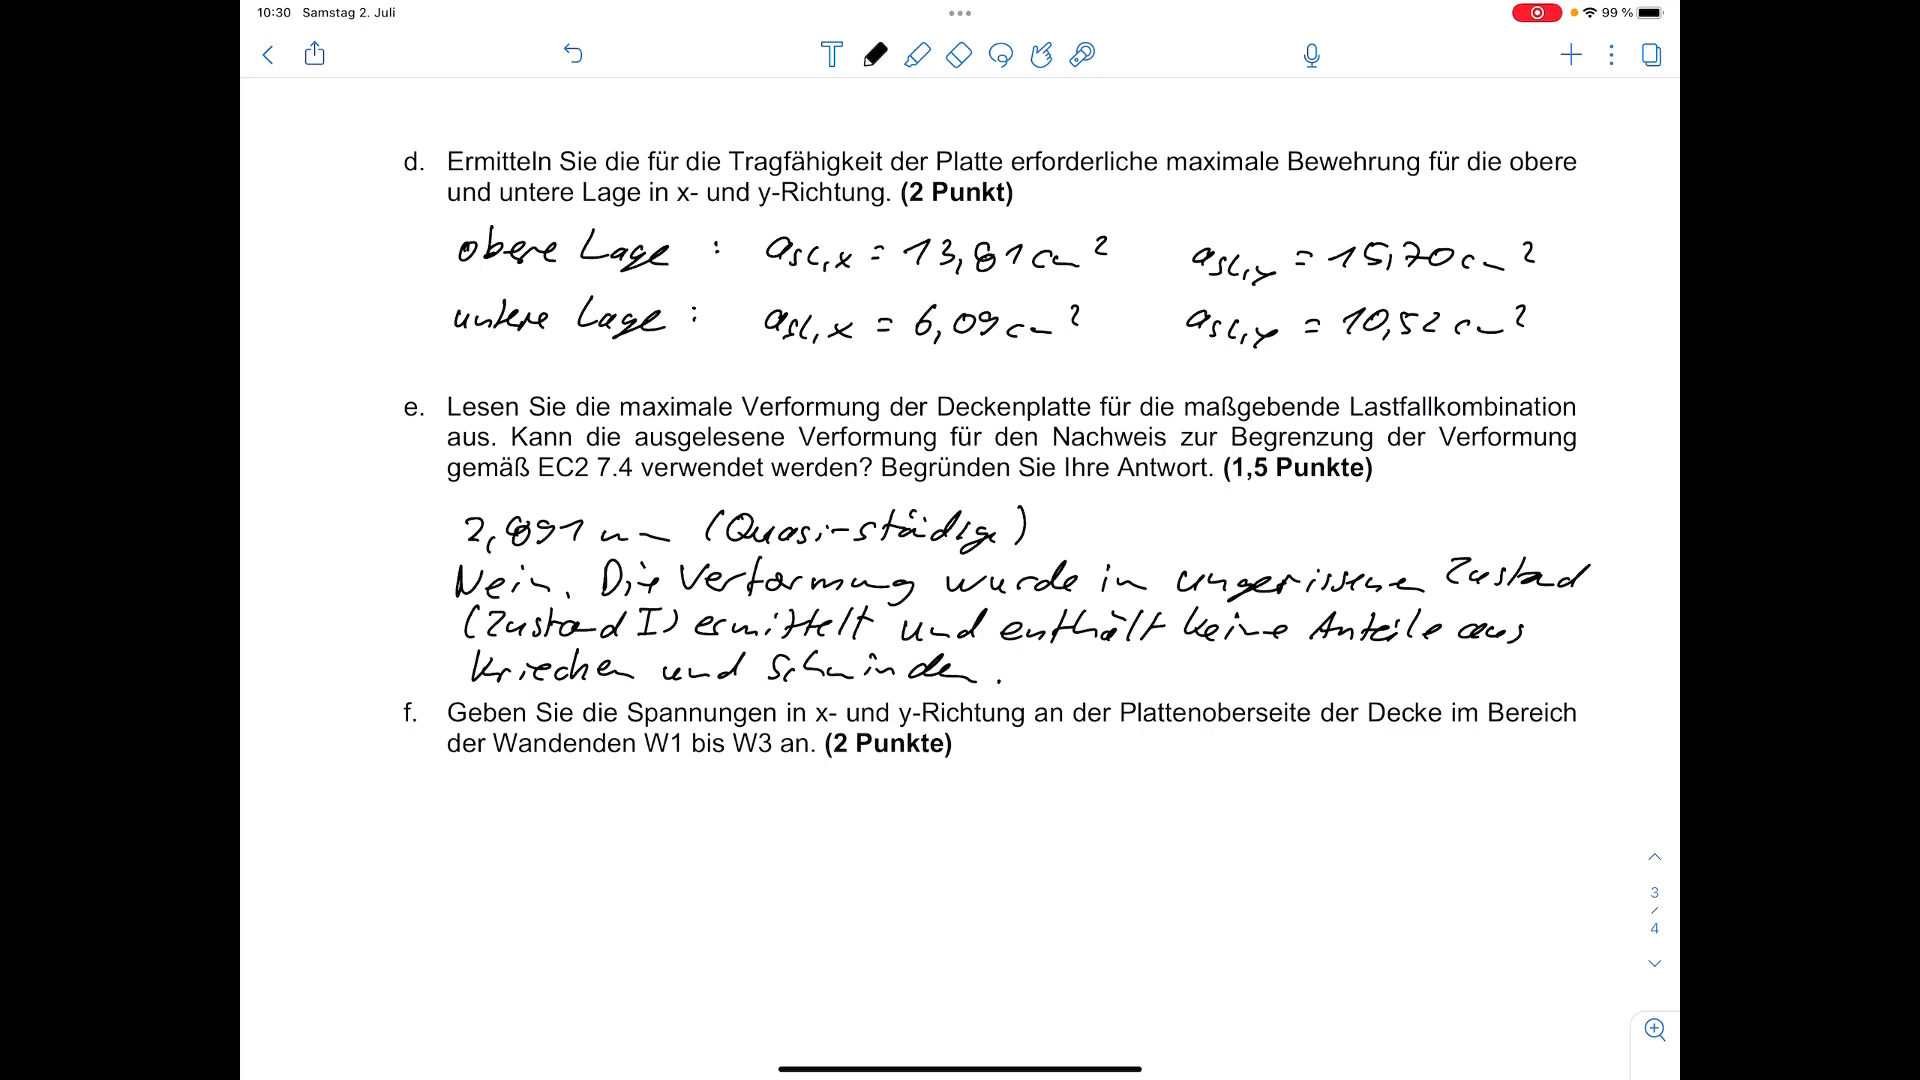 10:30 Samstag 2. Juli
99 %
d. Ermitteln Sie die für die Tragfähigkeit der Platte erforderliche maximale Bewehrung für die obere
und untere Lage in x- und y-Richtung. (2 Punkt)
obere Lage : asl,x = 13,81 cm² asl,y = 15,70 cm²
untere Lage : asl,x = 6,09 cm² asl,y = 10,52 cm²
e. Lesen Sie die maximale Verformung der Deckenplatte für die maßgebende Lastfallkombination
aus. Kann die ausgelesene Verformung für den Nachweis zur Begrenzung der Verformung
gemäß EC2 7.4 verwendet werden? Begründen Sie Ihre Antwort. (1,5 Punkte)
2,891 mm (Quasi-städige)
Nein. Die Verformung wurde in ungerissenen Zustand
(Zustand I) ermittelt und enthält keine Anteile aus
Kriechen und Schwinden.
f. Geben Sie die Spannungen in x- und y-Richtung an der Plattenoberseite der Decke im Bereich
der Wandenden W1 bis W3 an. (2 Punkte)
3
/
4